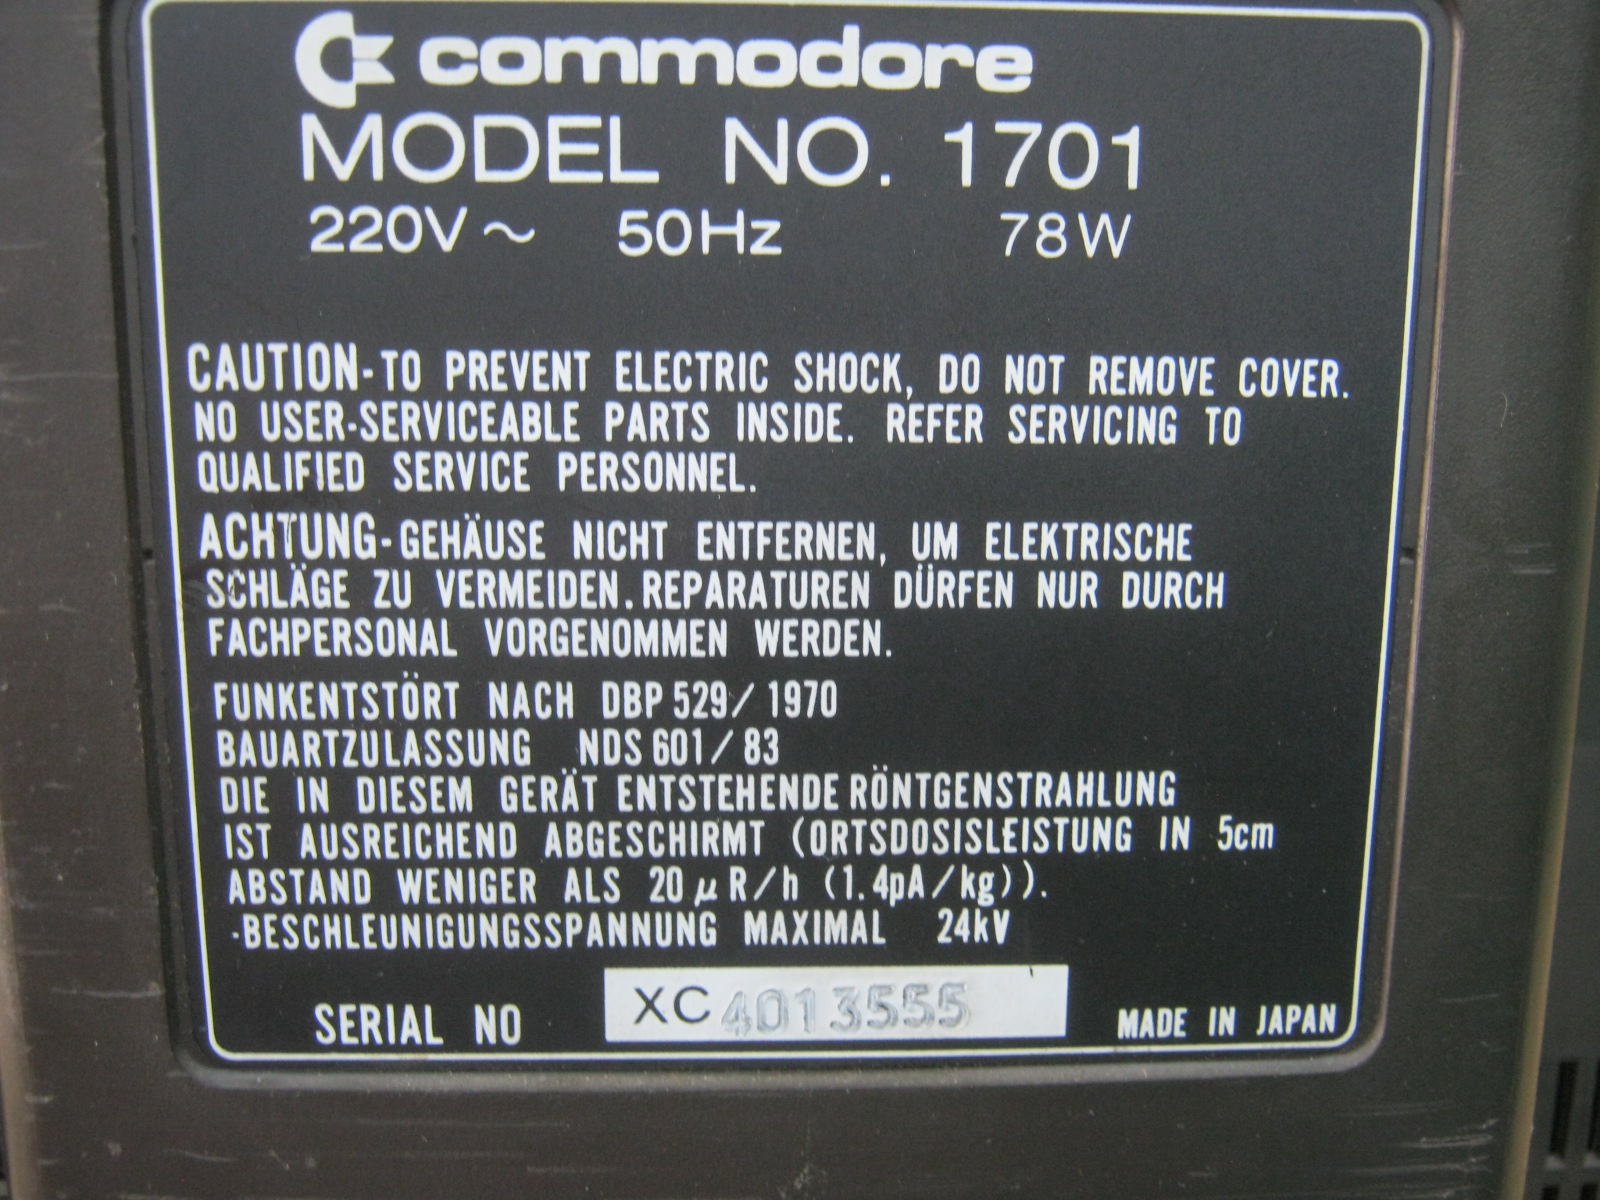 commodore
MODEL NO. 1701
220V ~ 50Hz 78W
CAUTION-TO PREVENT ELECTRIC SHOCK, DO NOT REMOVE COVER.
NO USER-SERVICEABLE PARTS INSIDE. REFER SERVICING TO
QUALIFIED SERVICE PERSONNEL.
ACHTUNG-GEHÄUSE NICHT ENTFERNEN, UM ELEKTRISCHE
SCHLÄGE ZU VERMEIDEN. REPARATUREN DÜRFEN NUR DURCH
FACHPERSONAL VORGENOMMEN WERDEN.
FUNKENTSTÖRT NACH DBP 529/1970
BAUARTZULASSUNG NDS 601/83
DIE IN DIESEM GERÄT ENTSTEHENDE RÖNTGENSTRAHLUNG
IST AUSREICHEND ABGESCHIRMT (ORTSDOSISLEISTUNG IN 5cm
ABSTAND WENIGER ALS 20μR/h (1.4pA/kg)).
-BESCHLEUNIGUNGSSPANNUNG MAXIMAL 24kV
SERIAL NO XC 4013555 MADE IN JAPAN